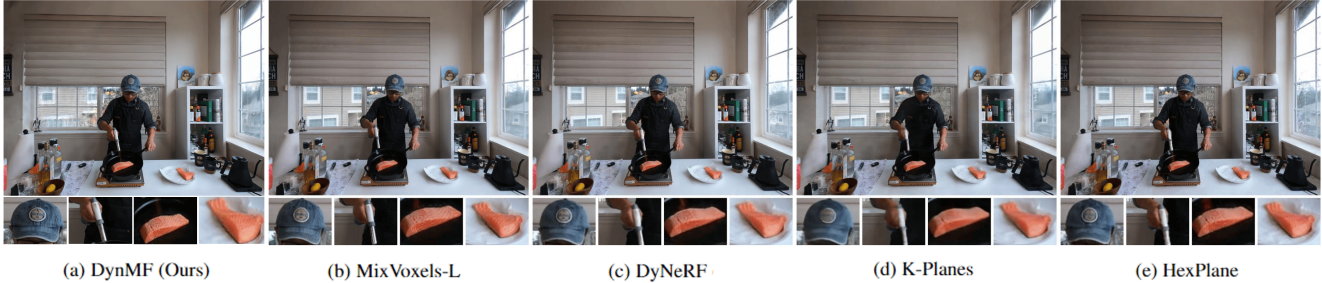 (a) DynMF (Ours)
(b) MixVoxels-L
(c) DyNeRF
(d) K-Planes
(e) HexPlane